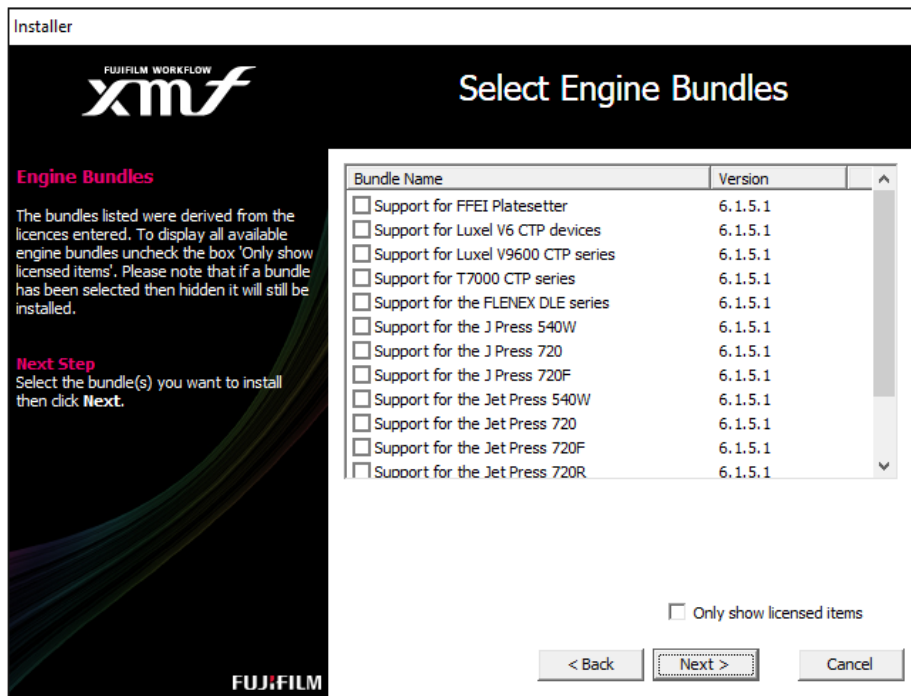 Installer
FUJIFILM WORKFLOW
xmf
Select Engine Bundles
Engine Bundles
The bundles listed were derived from the
licences entered. To display all available
engine bundles uncheck the box 'Only show
licensed items'. Please note that if a bundle
has been selected then hidden it will still be
installed.
Next Step
Select the bundle(s) you want to install
then click Next.
Bundle Name Version
Support for FFEI Platesetter 6.1.5.1
Support for Luxel V6 CTP devices 6.1.5.1
Support for Luxel V9600 CTP series 6.1.5.1
Support for T7000 CTP series 6.1.5.1
Support for the FLENEX DLE series 6.1.5.1
Support for the J Press 540W 6.1.5.1
Support for the J Press 720 6.1.5.1
Support for the J Press 720F 6.1.5.1
Support for the Jet Press 540W 6.1.5.1
Support for the Jet Press 720 6.1.5.1
Support for the Jet Press 720F 6.1.5.1
Support for the Jet Press 720R 6.1.5.1
Only show licensed items
< Back Next > Cancel
FUJIFILM